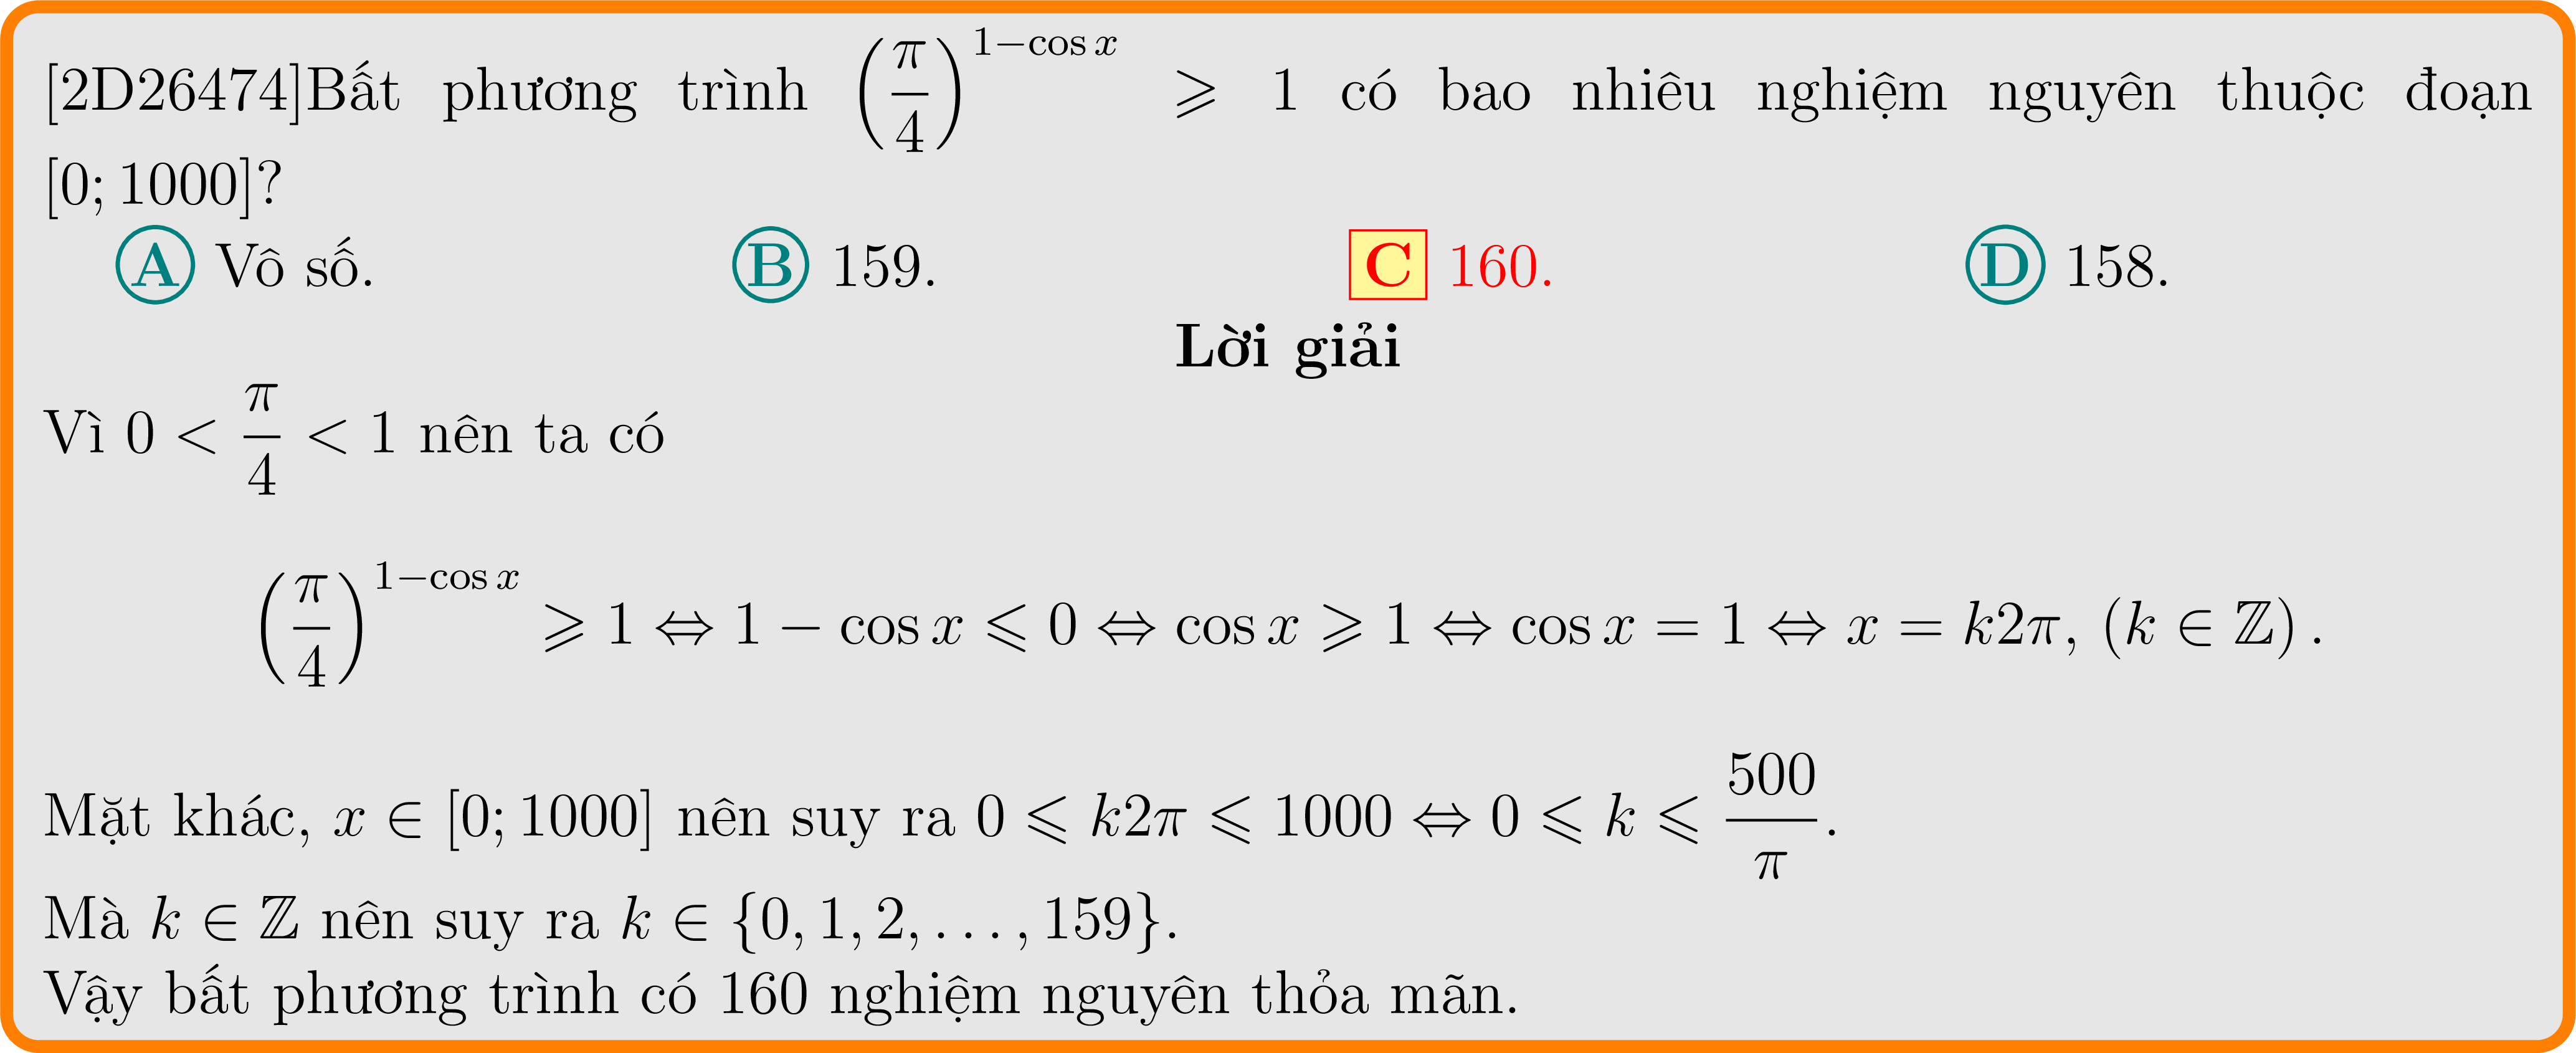 [2D26474]Bất phương trình $\left(\dfrac{\pi}{4}\right)^{1-\cos x} \geqslant 1$ có bao nhiêu nghiệm nguyên thuộc đoạn
[0; 1000]?
A Vô số. B 159. C 160. D 158.
Lời giải
Vì $0 < \dfrac{\pi}{4} < 1$ nên ta có
$\left(\dfrac{\pi}{4}\right)^{1-\cos x} \geqslant 1 \Leftrightarrow 1 - \cos x \leqslant 0 \Leftrightarrow \cos x \geqslant 1 \Leftrightarrow \cos x = 1 \Leftrightarrow x = k2\pi, (k \in \mathbb{Z}).$
Mặt khác, $x \in [0; 1000]$ nên suy ra $0 \leqslant k2\pi \leqslant 1000 \Leftrightarrow 0 \leqslant k \leqslant \dfrac{500}{\pi}.$
Mà $k \in \mathbb{Z}$ nên suy ra $k \in \{0, 1, 2, \ldots, 159\}.$
Vậy bất phương trình có 160 nghiệm nguyên thỏa mãn.